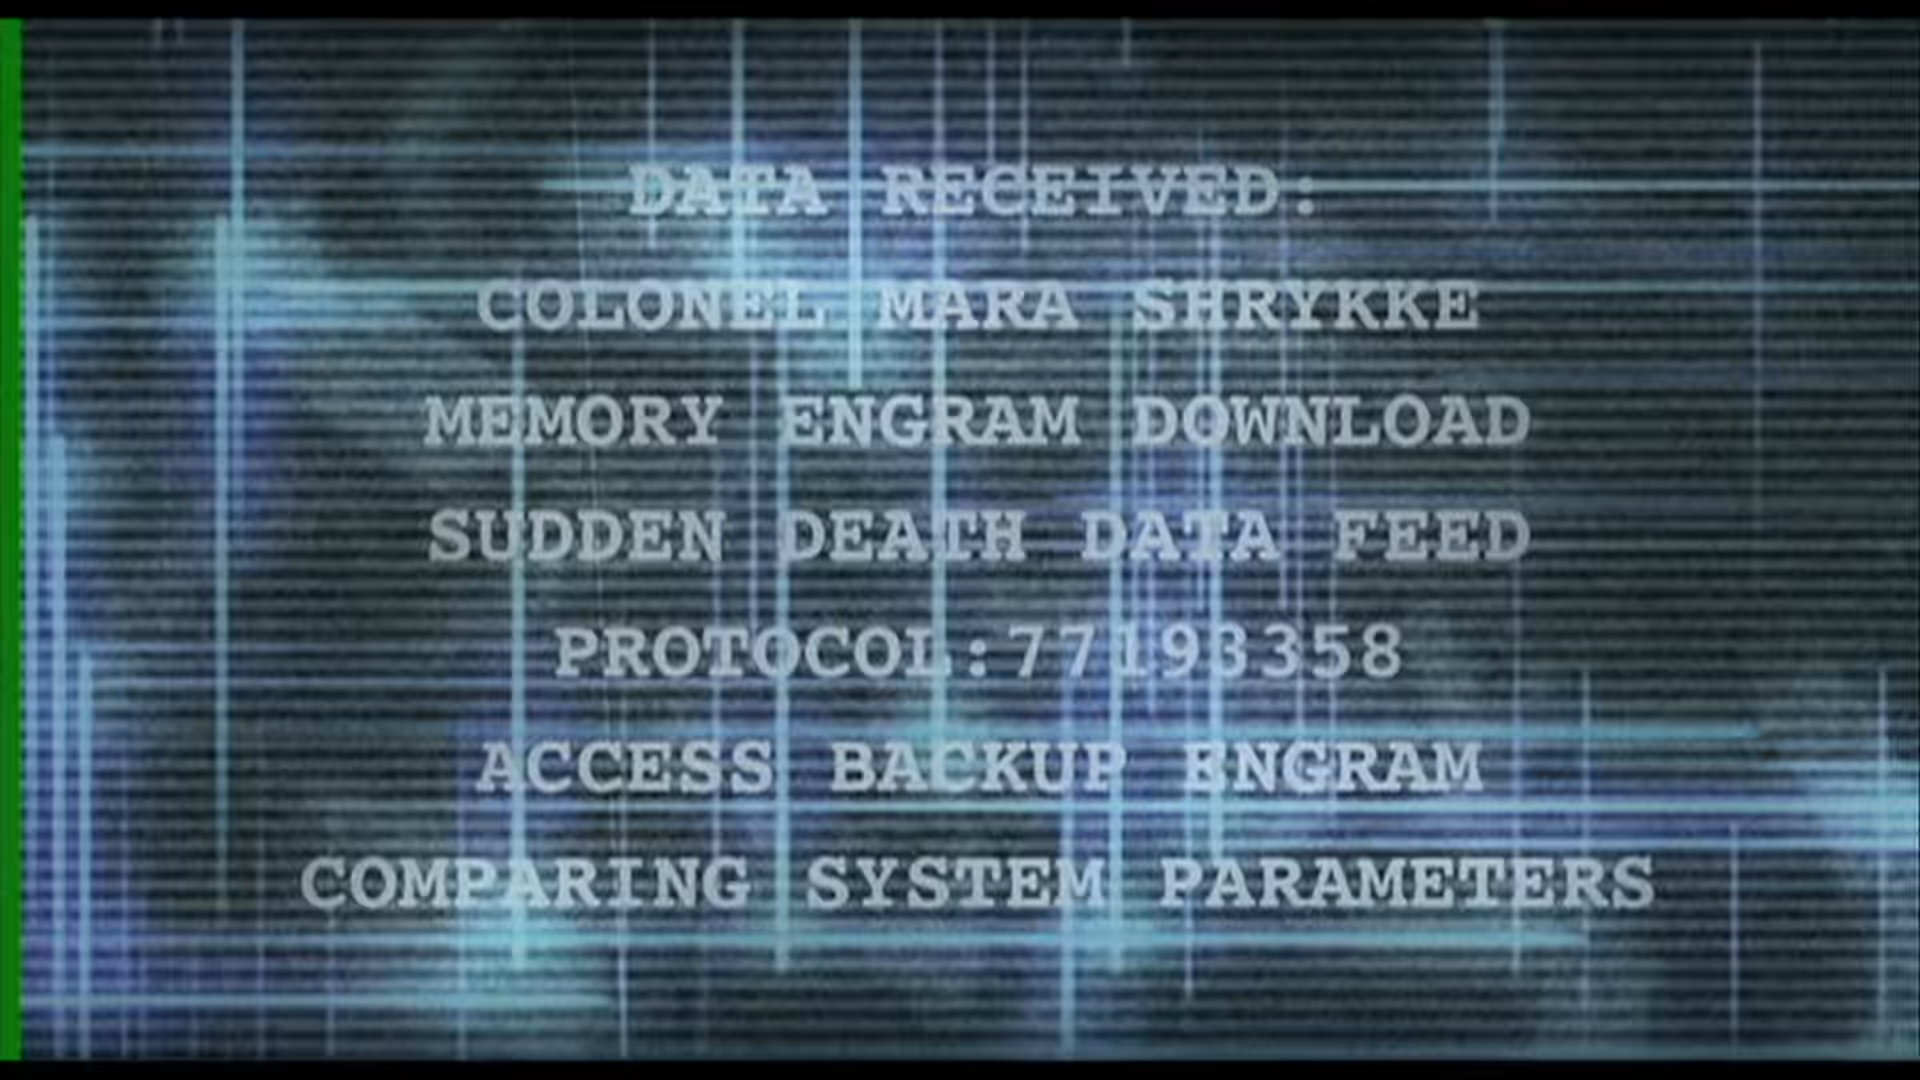 DATA RECEIVED:
COLONEL MARA SHRYKKE
MEMORY ENGRAM DOWNLOAD
SUDDEN DEATH DATA FEED
PROTOCOL:77193358
ACCESS BACKUP ENGRAM
COMPARING SYSTEM PARAMETERS